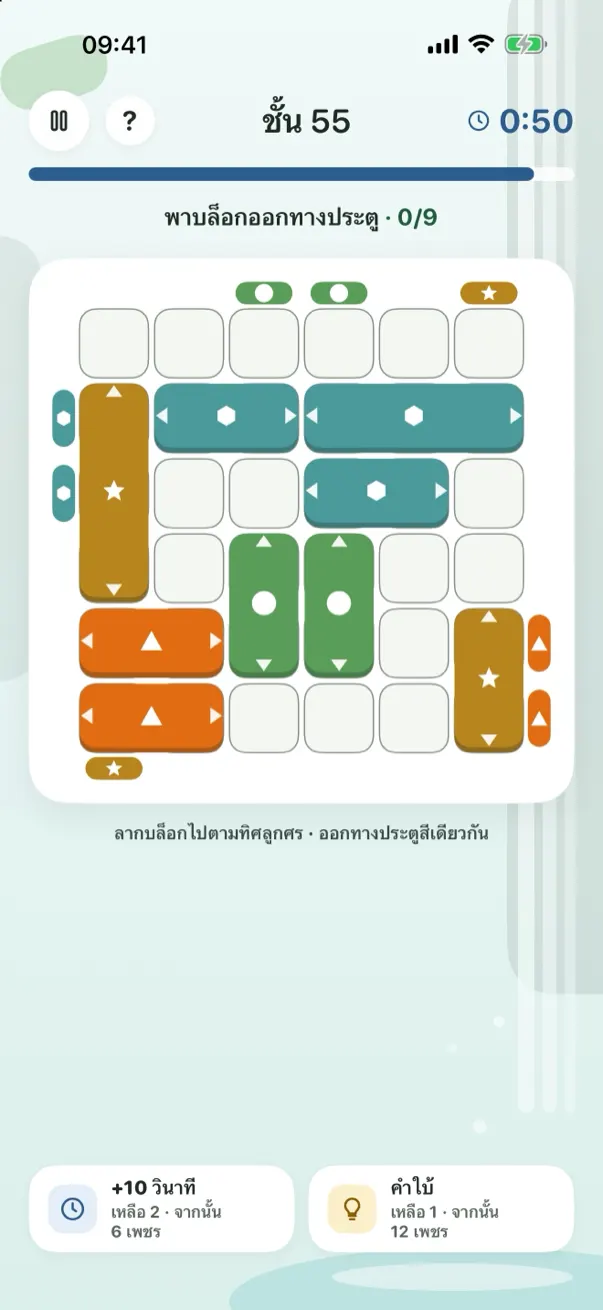 09:41
?
ชั้น 55
0:50
พาบล็อกออกทางประตู · 0/9
ลากบล็อกไปตามทิศลูกศร · ออกทางประตูสีเดียวกัน
+10 วินาที
เหลือ 2 · จากนั้น
6 เพชร
คำใบ้
เหลือ 1 · จากนั้น
12 เพชร